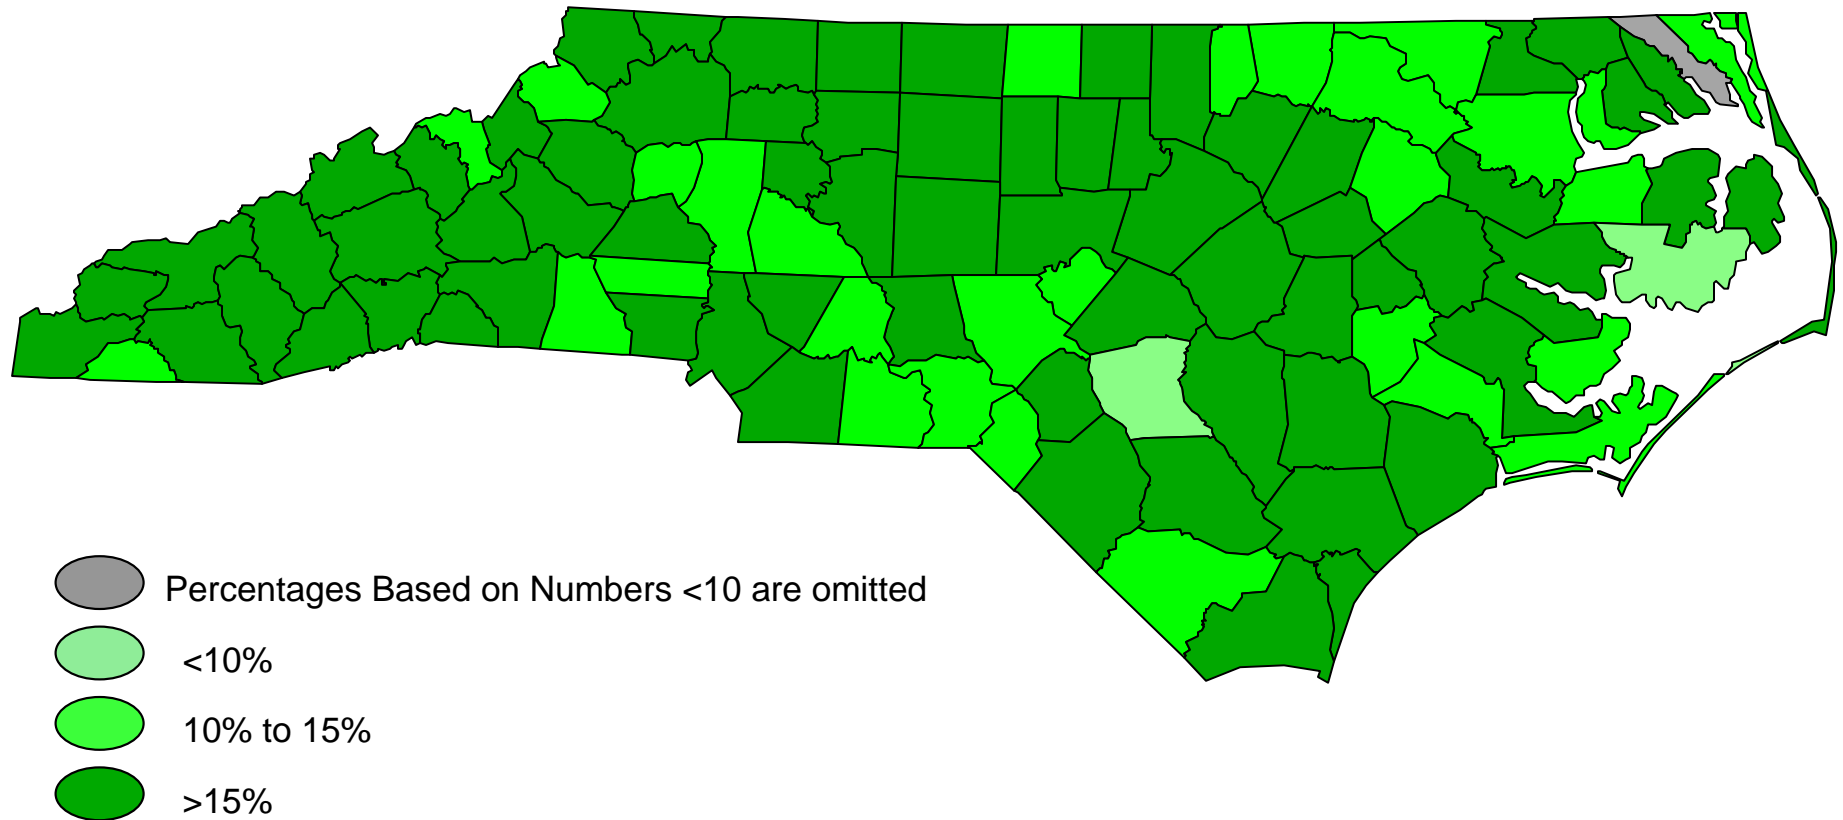 Percentages Based on Numbers <10 are omitted
<10%
10% to 15%
>15%